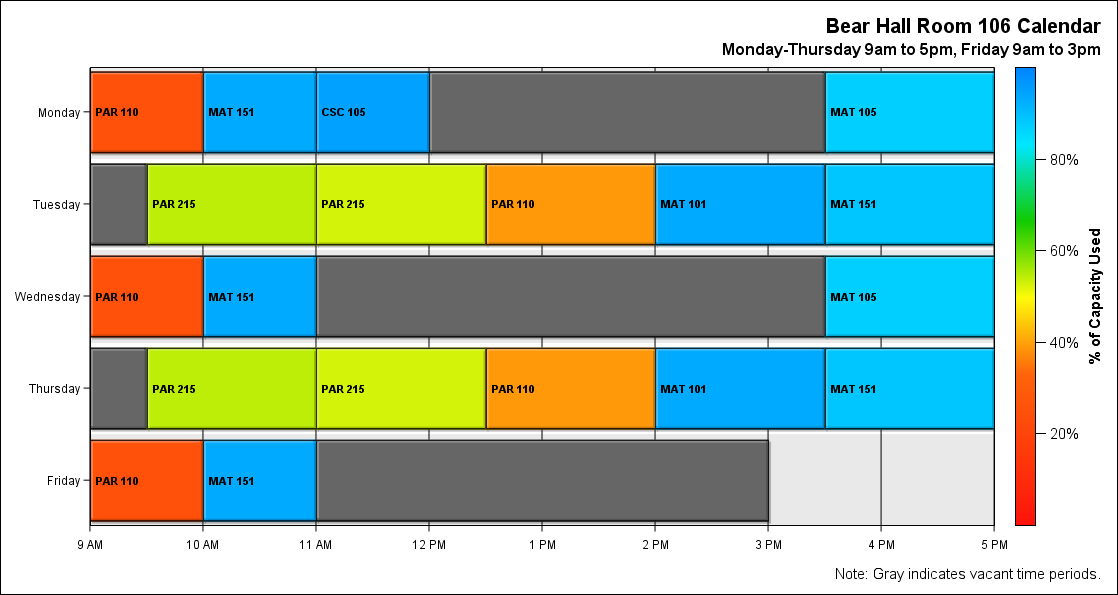 Bear Hall Room 106 Calendar
Monday-Thursday 9am to 5pm, Friday 9am to 3pm
Monday
PAR 110
MAT 151
CSC 105
MAT 105
Tuesday
PAR 215
PAR 215
PAR 110
MAT 101
MAT 151
Wednesday
PAR 110
MAT 151
MAT 105
Thursday
PAR 215
PAR 215
PAR 110
MAT 101
MAT 151
Friday
PAR 110
MAT 151
9 AM
10 AM
11 AM
12 PM
1 PM
2 PM
3 PM
4 PM
5 PM
80%
60%
40%
20%
% of Capacity Used
Note: Gray indicates vacant time periods.